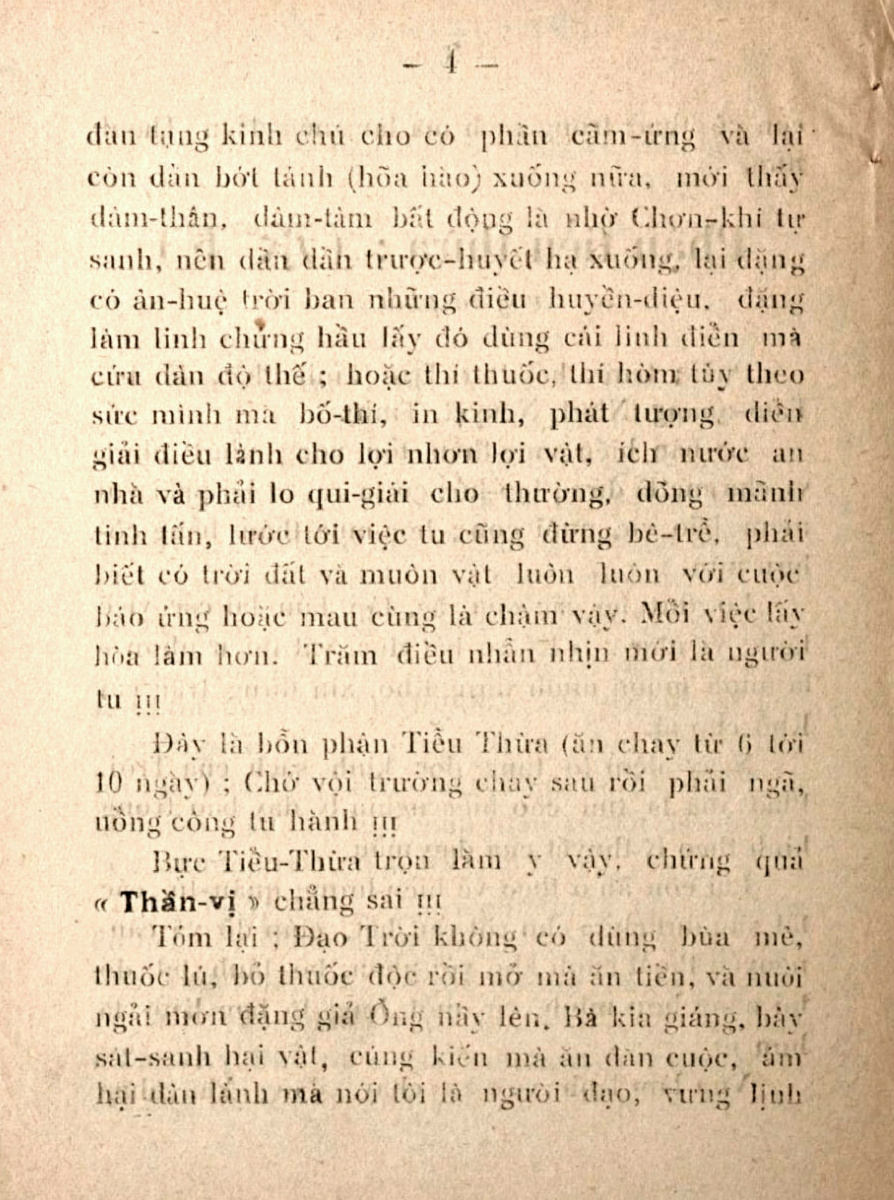 — 4 —
dan tụng kinh chú cho có phần cảm-ứng và lại
còn dằn bớt tánh (hỏa hào) xuống nữa, mới thấy
đàm-thần, đàm-tâm bất động là nhờ Chơn-khí tự
sanh, nên dần dần trược-huyết hạ xuống, lại đặng
có ân-huệ trời ban những điều huyền-diệu, đặng
làm linh chứng hầu lấy đó dùng cái linh điển mà
cứu dân độ thế ; hoặc thí thuốc, thí hòm tùy theo
sức mình mà bố-thí, in kinh, phát tượng diễn
giải điều lành cho lợi nhơn lợi vật, ích nước an
nhà và phải lo qui-giái cho thường, dõng mãnh
tinh tấn, lước tới việc tu cũng đừng bê-trễ, phải
biết có trời đất và muôn vật luôn luôn với cuộc
báo ứng hoặc mau cùng là chậm vậy. Mỗi việc lấy
hòa làm hơn. Trăm điều nhẫn nhịn mới là người
tu !!!
Đây là bổn phận Tiểu Thừa (ăn chay từ 6 tới
10 ngày) ; Chớ vội trường chay sau rồi phải ngã,
uổng công tu hành !!!
Bực Tiểu-Thừa trọn làm y vậy, chứng quả
« Thần-vị » chẳng sai !!!
Tóm lại ; Đạo Trời không có dùng bùa mê,
thuốc lú, bỏ thuốc độc rồi mở mà ăn tiền, và nuôi
ngải mơn đặng giả Ông nầy lên, Bà kia giáng, bày
sát-sanh hại vật, cúng kiến mà ăn dan cuộc, ám
hại dân lành mà nói tôi là người đạo, vưng lịnh